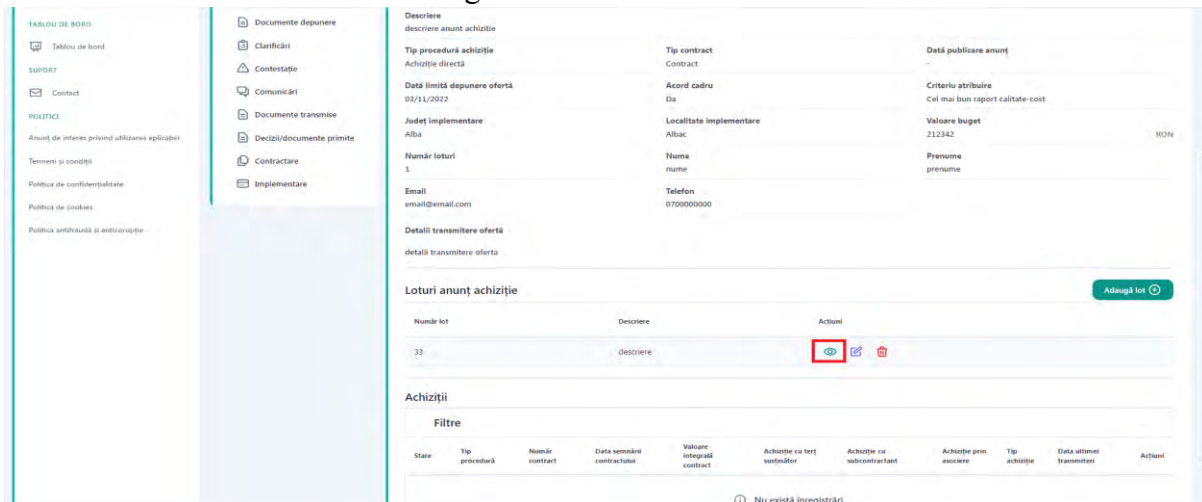 TABLOU DE BORD
Tablou de bord
SUPORT
Contact
POLITICI
Anunț de interes privind utilizarea aplicației
Termeni și condiții
Politica de confidențialitate
Politica de cookies
Politica antifraudă și anticorupție
Documente depunere
Clarificări
Contestație
Comunicări
Documente transmise
Decizii/documente primite
Contractare
Implementare
Descriere
descriere anunt achizitie
Tip procedură achiziție Tip contract Dată publicare anunț
Achiziție directă Contract -
Dată limită depunere ofertă Acord cadru Criteriu atribuire
03/11/2022 Da Cel mai bun raport calitate-cost
Județ implementare Localitate implementare Valoare buget
Alba Albac 212342 RON
Număr loturi Nume Prenume
1 nume prenume
Email Telefon
email@email.com 0700000000
Detalii transmitere ofertă
detalii transmitere oferta
Loturi anunț achiziție Adaugă lot
Număr lot Descriere Acțiuni
33 descriere
Achiziții
Filtre
Stare Tip procedură Număr contract Data semnării contractului Valoare integrală contract Achiziție cu terț susținător Achiziție cu subcontractant Achiziție prin asociere Tip achiziție Data ultimei transmiteri Acțiuni
Nu există înregistrări